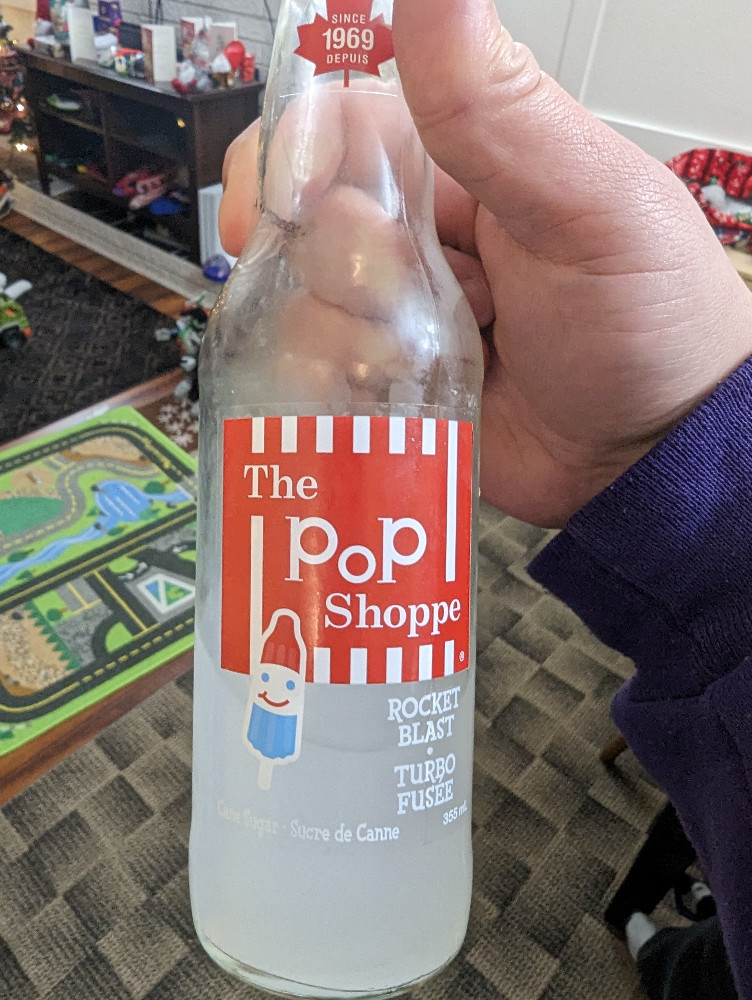 SINCE
1969
DEPUIS
The
pop
Shoppe
®
ROCKET
BLAST
•
TURBO
FUSÉE
355 mL
Cane Sugar · Sucre de Canne